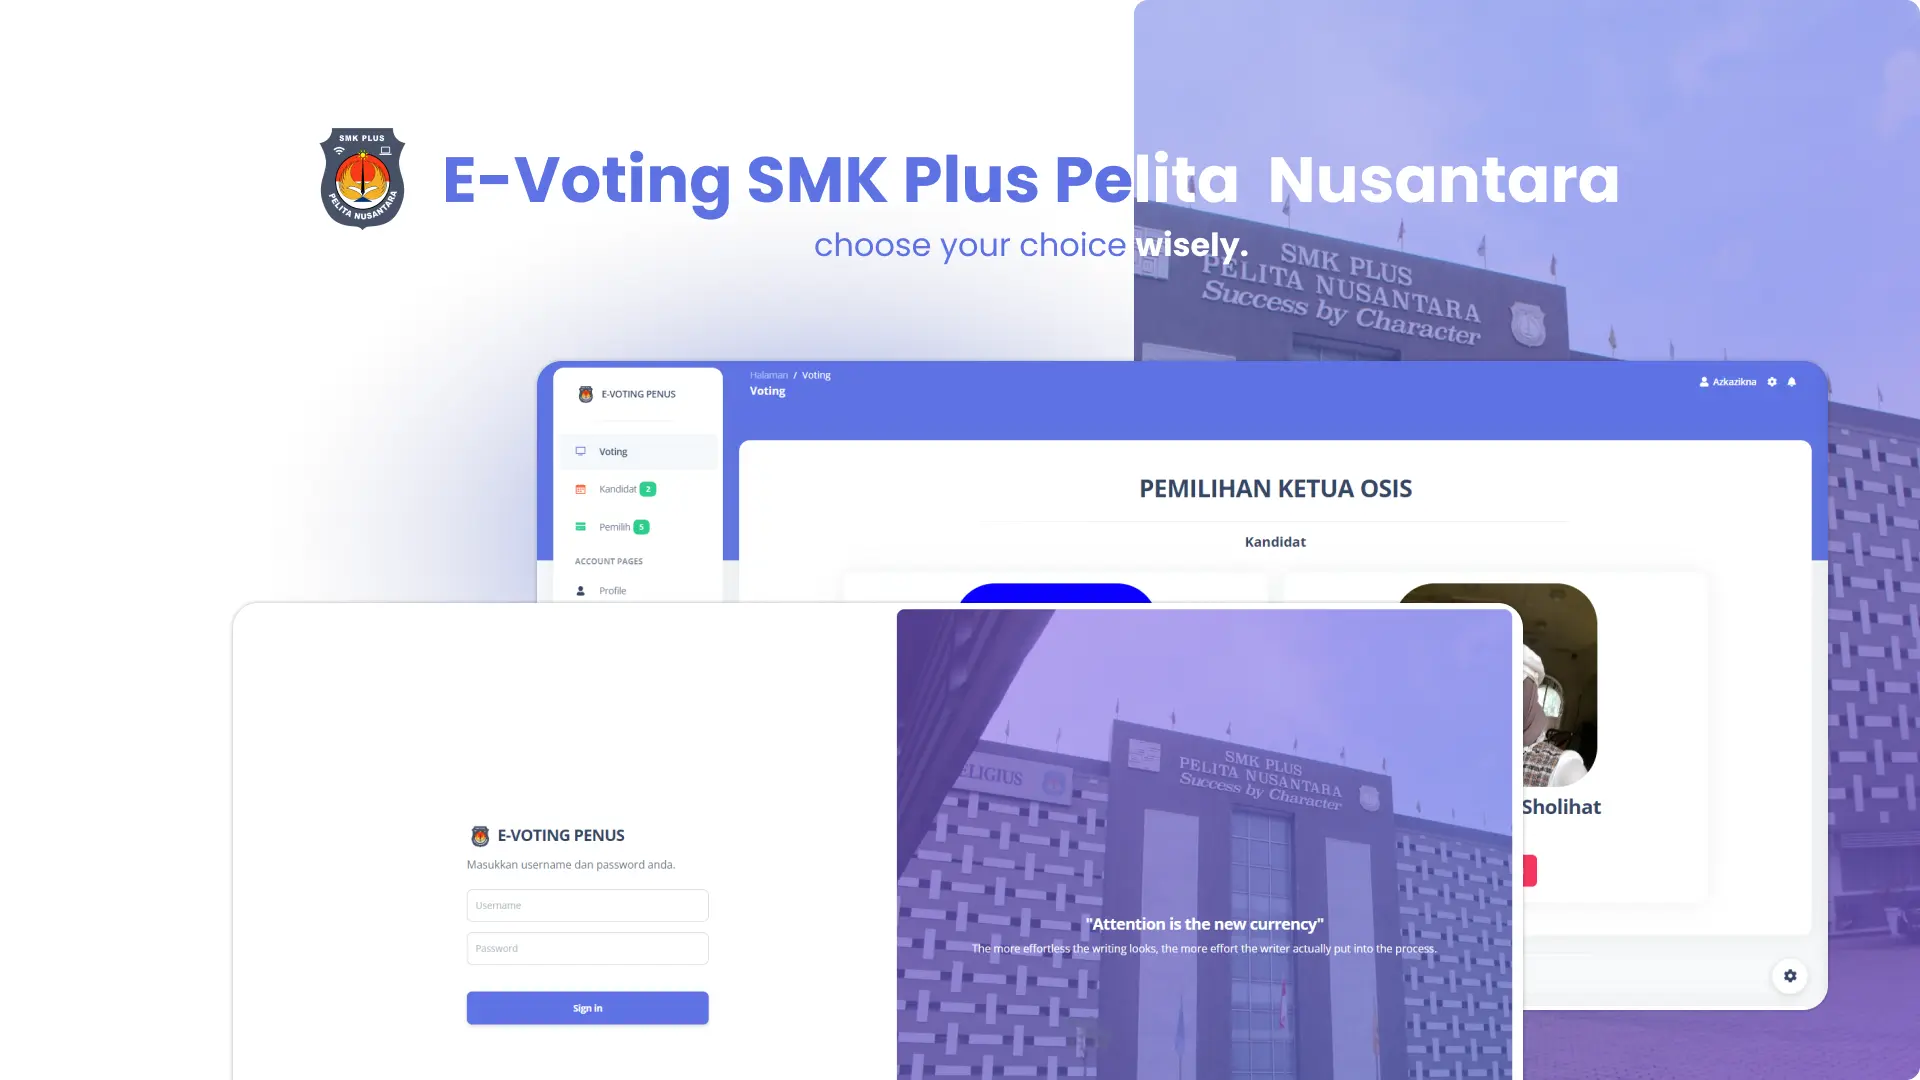 SMK PLUS
PELITA NUSANTARA
E-Voting SMK Plus Pelita Nusantara
choose your choice wisely.
SMK PLUS
PELITA NUSANTARA
Success by Character
E-VOTING PENUS
Halaman / Voting
Voting
Azkazikna
Voting
Kandidat 2
Pemilih 5
ACCOUNT PAGES
Profile
PEMILIHAN KETUA OSIS
Kandidat
Sholihat
E-VOTING PENUS
Masukkan username dan password anda.
Username
Password
Sign in
ELIGIUS
SMK PLUS
PELITA NUSANTARA
Success by Character
"Attention is the new currency"
The more effortless the writing looks, the more effort the writer actually put into the process.